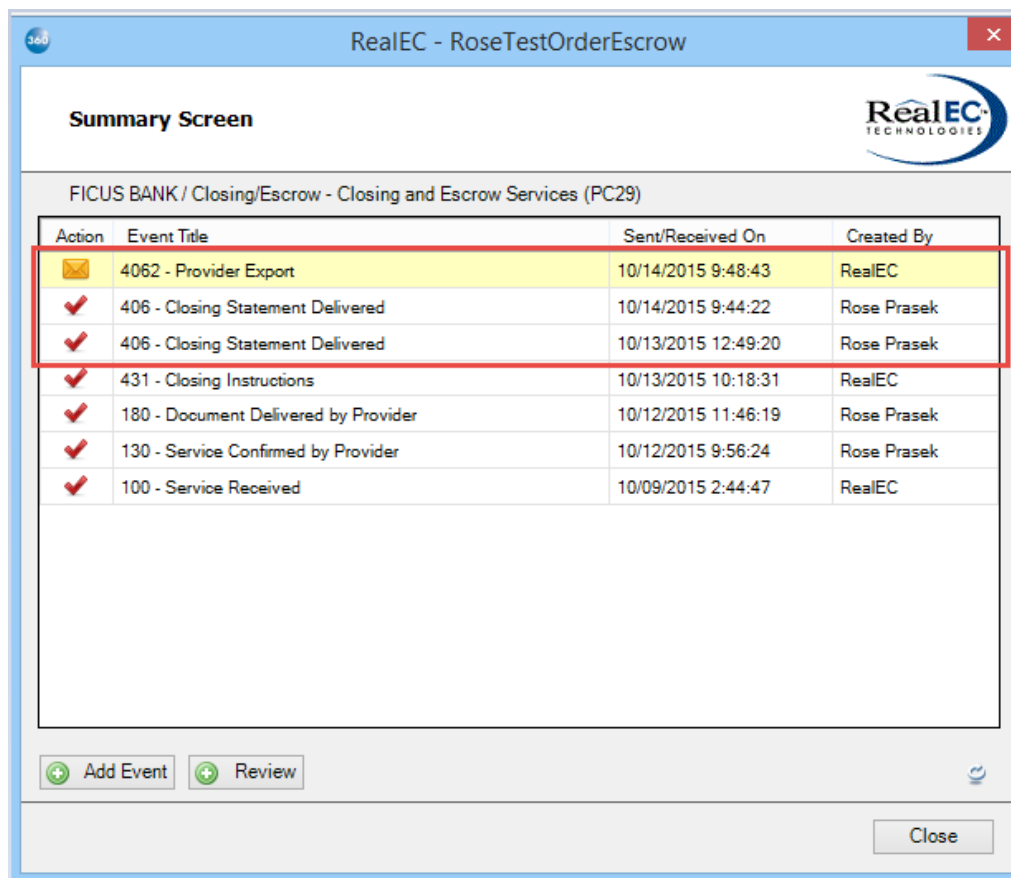 360 RealEC - RoseTestOrderEscrow
Summary Screen
RealEC
TECHNOLOGIES
FICUS BANK / Closing/Escrow - Closing and Escrow Services (PC29)
Action Event Title Sent/Received On Created By
4062 - Provider Export 10/14/2015 9:48:43 RealEC
406 - Closing Statement Delivered 10/14/2015 9:44:22 Rose Prasek
406 - Closing Statement Delivered 10/13/2015 12:49:20 Rose Prasek
431 - Closing Instructions 10/13/2015 10:18:31 RealEC
180 - Document Delivered by Provider 10/12/2015 11:46:19 Rose Prasek
130 - Service Confirmed by Provider 10/12/2015 9:56:24 Rose Prasek
100 - Service Received 10/09/2015 2:44:47 RealEC
Add Event Review
Close